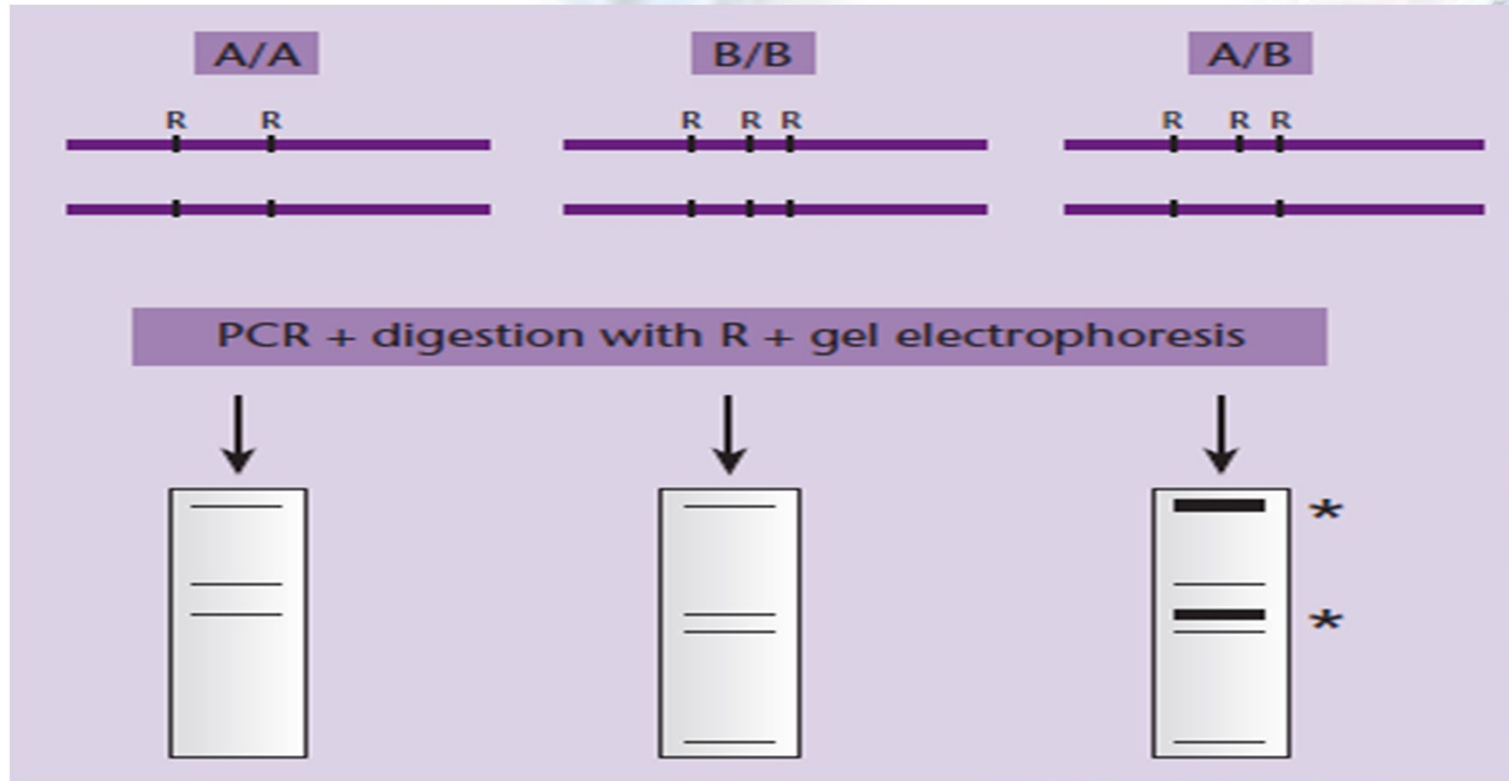 A/A B/B A/B
R R R R R R R R
PCR + digestion with R + gel electrophoresis
*
*